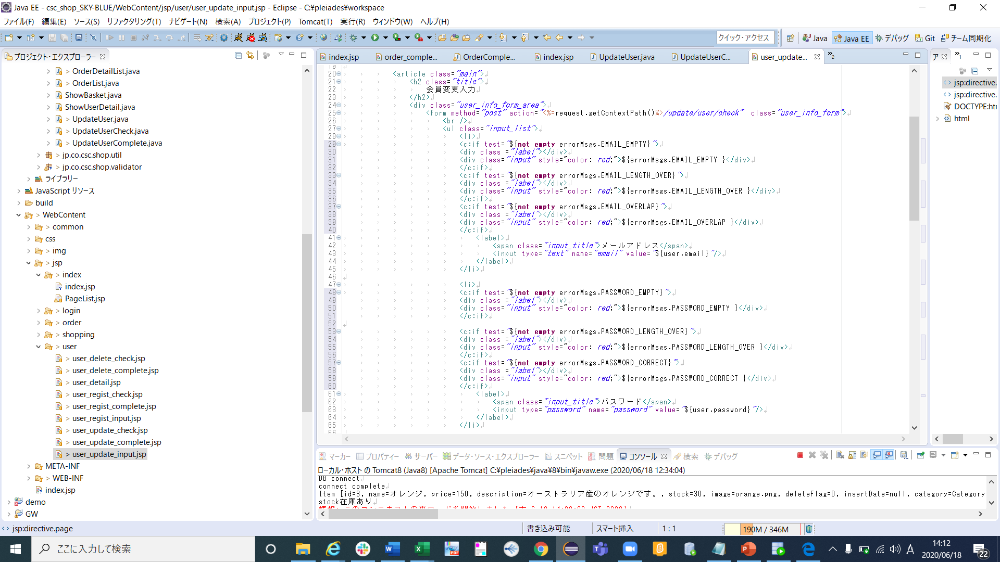 Java EE - csc_shop_SKY-BLUE/WebContent/jsp/user/user_update_input.jsp - Eclipse - C:¥pleiades¥workspace
ファイル(F) 編集(E) ソース(S) リファクタリング(T) ナビゲート(N) 検索(A) プロジェクト(P) Tomcat(T) 実行(R) ウィンドウ(W) ヘルプ(H)
クイック・アクセス Java Java EE デバッグ Git チーム同期化
プロジェクト・エクスプローラー
> OrderDetailList.java
> OrderList.java
ShowBasket.java
ShowUserDetail.java
> UpdateUser.java
> UpdateUserCheck.java
> UpdateUserComplete.java
> jp.co.csc.shop.util
> jp.co.csc.shop.validator
ライブラリー
JavaScript リソース
build
> WebContent
> common
css
> img
> jsp
> index
index.jsp
PageList.jsp
> login
> order
> shopping
> user
> user_delete_check.jsp
> user_delete_complete.jsp
> user_detail.jsp
> user_regist_check.jsp
> user_regist_complete.jsp
> user_regist_input.jsp
> user_update_check.jsp
> user_update_complete.jsp
> user_update_input.jsp
META-INF
> WEB-INF
index.jsp
demo
GW
index.jsp order_comple... OrderComple... index.jsp UpdateUser.java UpdateUserC... user_update... »2
19
20 <article class="main">
21 <h2 class="title">
22 会員変更入力
23 </h2>
24 <div class="user_info_form_area">
25 <form method="post" action="<%=request.getContextPath()%>/update/user/check" class="user_info_form">
26 <br />
27 <ul class="input_list">
28 <li>
29 <c:if test="${not empty errorMsgs.EMAIL_EMPTY}">
30 <div class ="label"></div>
31 <div class="input" style="color: red;">${errorMsgs.EMAIL_EMPTY }</div>
32 </c:if>
33 <c:if test="${not empty errorMsgs.EMAIL_LENGTH_OVER}">
34 <div class ="label"></div>
35 <div class="input" style="color: red;">${errorMsgs.EMAIL_LENGTH_OVER }</div>
36 </c:if>
37 <c:if test="${not empty errorMsgs.EMAIL_OVERLAP}">
38 <div class ="label"></div>
39 <div class="input" style="color: red;">${errorMsgs.EMAIL_OVERLAP }</div>
40 </c:if>
41 <label>
42 <span class="input_title">メールアドレス</span>
43 <input type="text" name="email" value="${user.email}"/>
44 </label>
45 </li>
46
47 <li>
48 <c:if test="${not empty errorMsgs.PASSWORD_EMPTY}">
49 <div class ="label"></div>
50 <div class="input" style="color: red;">${errorMsgs.PASSWORD_EMPTY }</div>
51 </c:if>
52
53 <c:if test="${not empty errorMsgs.PASSWORD_LENGTH_OVER}">
54 <div class ="label"></div>
55 <div class="input" style="color: red;">${errorMsgs.PASSWORD_LENGTH_OVER }</div>
56 </c:if>
57 <c:if test="${not empty errorMsgs.PASSWORD_CORRECT}">
58 <div class ="label"></div>
59 <div class="input" style="color: red;">${errorMsgs.PASSWORD_CORRECT }</div>
60 </c:if>
61 <label>
62 <span class="input_title">パスワード</span>
63 <input type="password" name="password" value="${user.password}"/>
64 </label>
65 </li>
66
ア »1
jsp:directive.
jsp:directive.
DOCTYPE:htr
html
マーカー プロパティー サーバー データ・ソース・エクスプローラー スニペット 問題 コンソール 検索 デバッグ
ローカル・ホスト の Tomcat8 (Java8) [Apache Tomcat] C:¥pleiades¥java¥8¥bin¥javaw.exe (2020/06/18 12:34:04)
DB connect
connect complete
Item [id=3, name=オレンジ, price=150, description=オーストラリア産のオレンジです。, stock=30, image=orange.png, deleteFlag=0, insertDate=null, category=Category
stock在庫あり
jsp:directive.page 書き込み可能 スマート挿入 1 : 1 190M / 346M
ここに入力して検索
A 14:12
2020/06/18
22